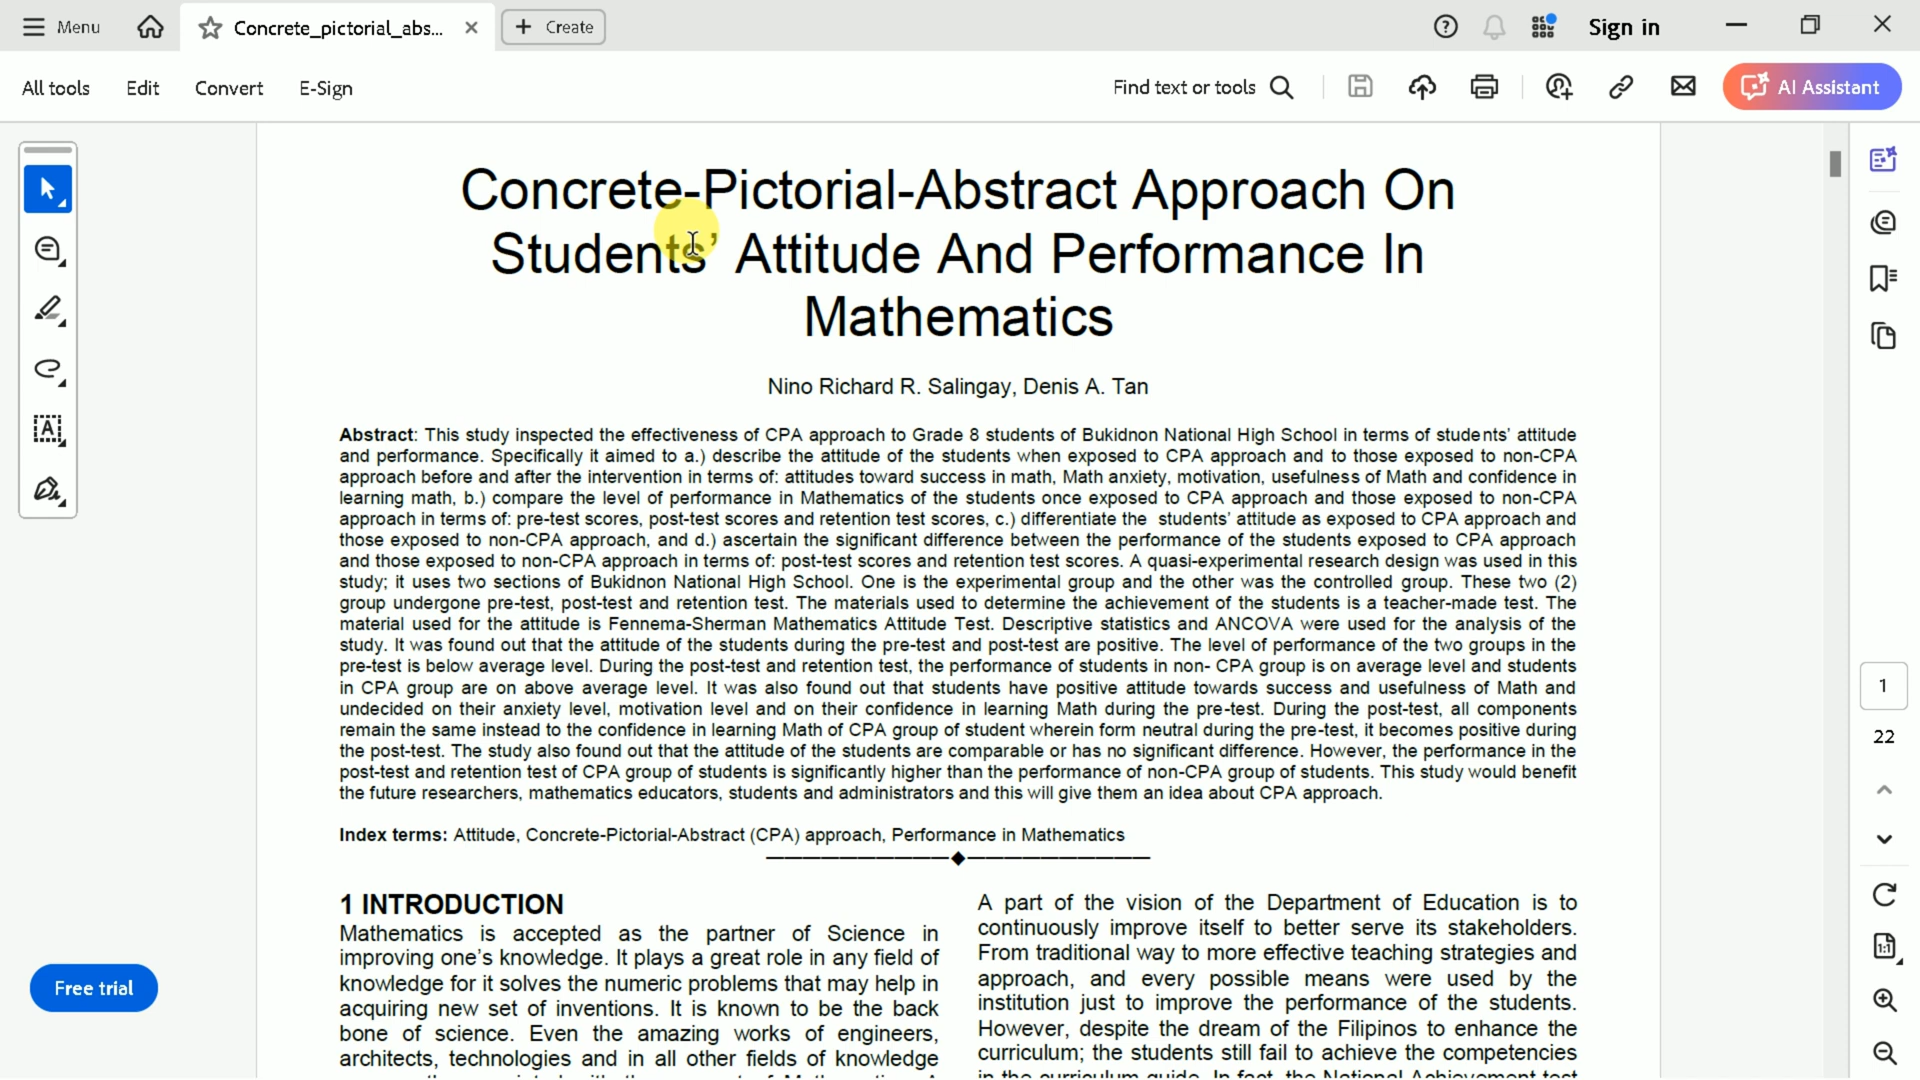 Menu
Concrete_pictorial_abs...
Create
Sign in
All tools
Edit
Convert
E-Sign
Find text or tools
AI Assistant
Concrete-Pictorial-Abstract Approach On
Students' Attitude And Performance In
Mathematics
Nino Richard R. Salingay, Denis A. Tan
Abstract: This study inspected the effectiveness of CPA approach to Grade 8 students of Bukidnon National High School in terms of students' attitude
and performance. Specifically it aimed to a.) describe the attitude of the students when exposed to CPA approach and to those exposed to non-CPA
approach before and after the intervention in terms of: attitudes toward success in math, Math anxiety, motivation, usefulness of Math and confidence in
learning math, b.) compare the level of performance in Mathematics of the students once exposed to CPA approach and those exposed to non-CPA
approach in terms of: pre-test scores, post-test scores and retention test scores, c.) differentiate the students' attitude as exposed to CPA approach and
those exposed to non-CPA approach, and d.) ascertain the significant difference between the performance of the students exposed to CPA approach
and those exposed to non-CPA approach in terms of: post-test scores and retention test scores. A quasi-experimental research design was used in this
study; it uses two sections of Bukidnon National High School. One is the experimental group and the other was the controlled group. These two (2)
group undergone pre-test, post-test and retention test. The materials used to determine the achievement of the students is a teacher-made test. The
material used for the attitude is Fennema-Sherman Mathematics Attitude Test. Descriptive statistics and ANCOVA were used for the analysis of the
study. It was found out that the attitude of the students during the pre-test and post-test are positive. The level of performance of the two groups in the
pre-test is below average level. During the post-test and retention test, the performance of students in non- CPA group is on average level and students
in CPA group are on above average level. It was also found out that students have positive attitude towards success and usefulness of Math and
undecided on their anxiety level, motivation level and on their confidence in learning Math during the pre-test. During the post-test, all components
remain the same instead to the confidence in learning Math of CPA group of student wherein form neutral during the pre-test, it becomes positive during
the post-test. The study also found out that the attitude of the students are comparable or has no significant difference. However, the performance in the
post-test and retention test of CPA group of students is significantly higher than the performance of non-CPA group of students. This study would benefit
the future researchers, mathematics educators, students and administrators and this will give them an idea about CPA approach.
Index terms: Attitude, Concrete-Pictorial-Abstract (CPA) approach, Performance in Mathematics
1 INTRODUCTION
Mathematics is accepted as the partner of Science in
improving one's knowledge. It plays a great role in any field of
knowledge for it solves the numeric problems that may help in
acquiring new set of inventions. It is known to be the back
bone of science. Even the amazing works of engineers,
architects, technologies and in all other fields of knowledge
A part of the vision of the Department of Education is to
continuously improve itself to better serve its stakeholders.
From traditional way to more effective teaching strategies and
approach, and every possible means were used by the
institution just to improve the performance of the students.
However, despite the dream of the Filipinos to enhance the
curriculum; the students still fail to achieve the competencies
in the curriculum guide. In fact, the National Achievement test
1
22
1:1
Free trial